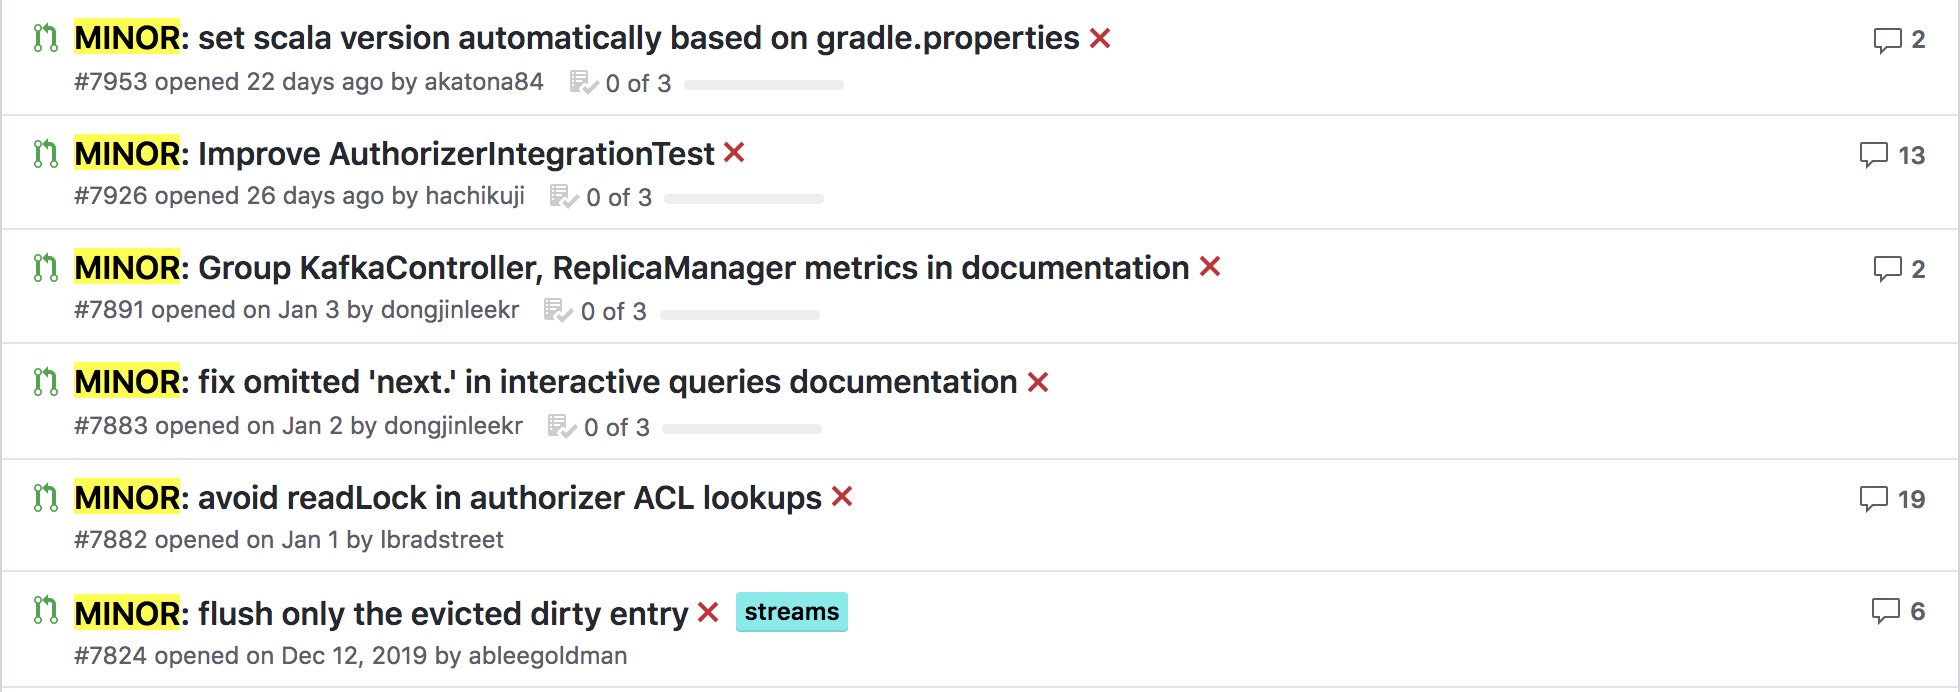 MINOR: set scala version automatically based on gradle.properties 2
#7953 opened 22 days ago by akatona84 0 of 3
MINOR: Improve AuthorizerIntegrationTest 13
#7926 opened 26 days ago by hachikuji 0 of 3
MINOR: Group KafkaController, ReplicaManager metrics in documentation 2
#7891 opened on Jan 3 by dongjinleekr 0 of 3
MINOR: fix omitted 'next.' in interactive queries documentation
#7883 opened on Jan 2 by dongjinleekr 0 of 3
MINOR: avoid readLock in authorizer ACL lookups 19
#7882 opened on Jan 1 by lbradstreet
MINOR: flush only the evicted dirty entry streams 6
#7824 opened on Dec 12, 2019 by ableegoldman